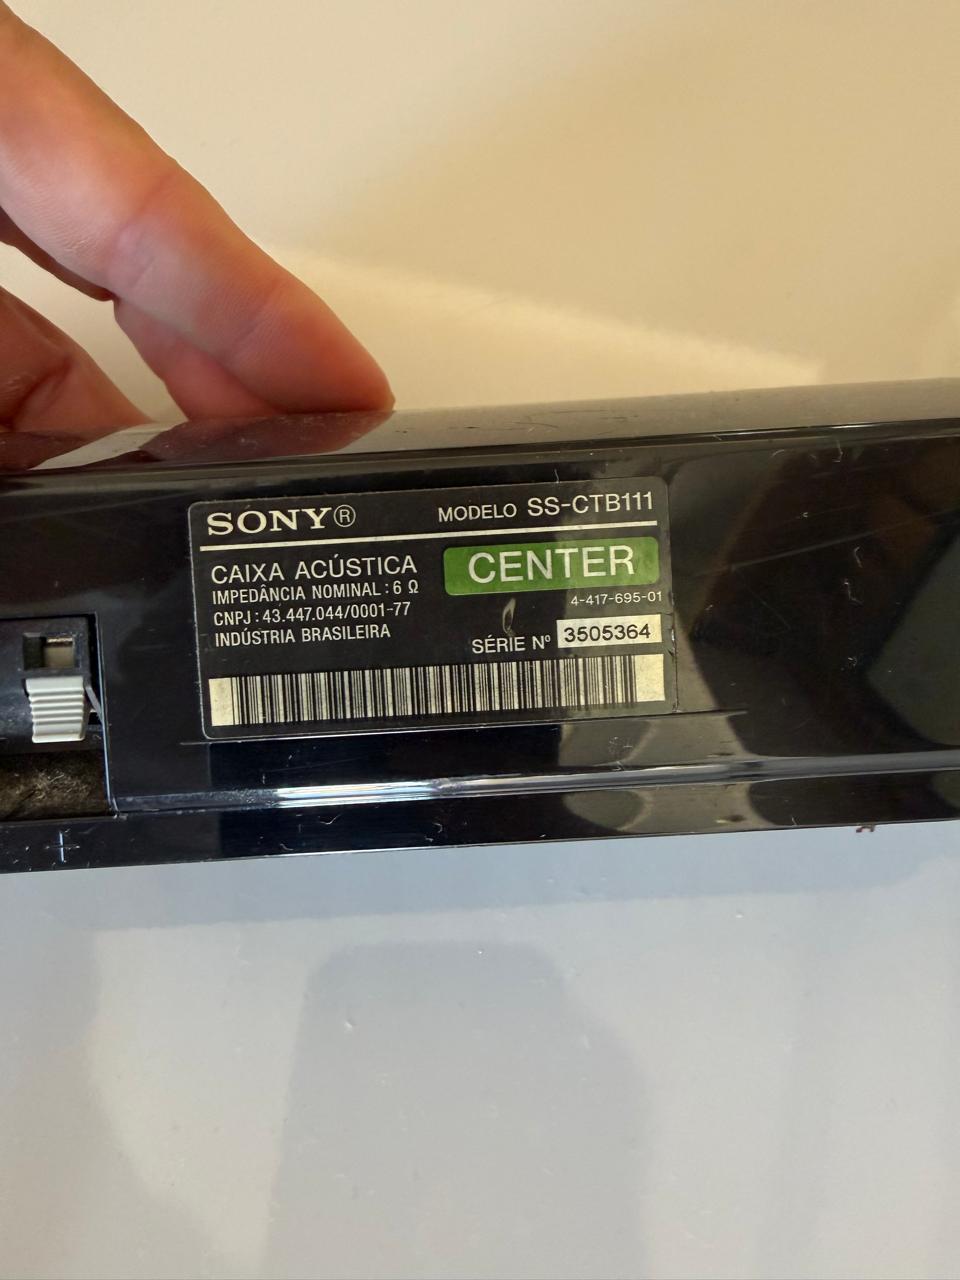 SONY® MODELO SS-CTB111
CAIXA ACÚSTICA CENTER
IMPEDÂNCIA NOMINAL : 6 Ω
4-417-695-01
CNPJ : 43.447.044/0001-77
INDÚSTRIA BRASILEIRA
SÉRIE Nº 3505364
+